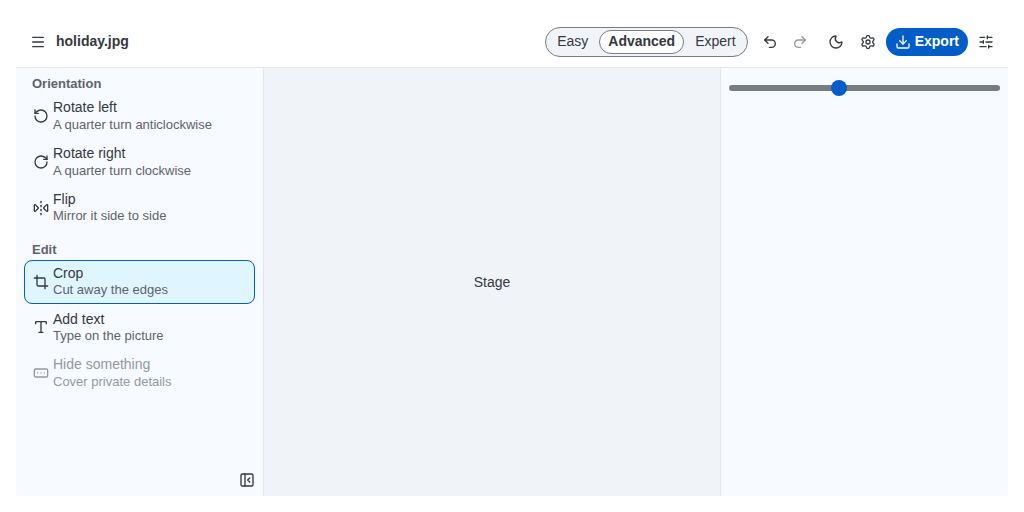 holiday.jpg
Easy
Advanced
Expert
Export
Orientation
Rotate left
A quarter turn anticlockwise
Rotate right
A quarter turn clockwise
Flip
Mirror it side to side
Edit
Crop
Cut away the edges
Add text
Type on the picture
Hide something
Cover private details
Stage